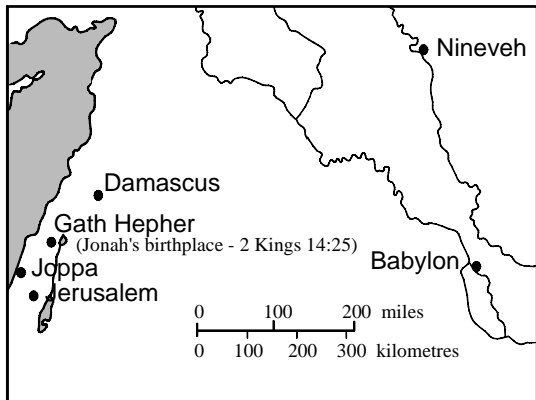 Nineveh
Damascus
Gath Hepher
(Jonah's birthplace - 2 Kings 14:25)
Babylon
Joppa
Jerusalem
0 100 200 miles
0 100 200 300 kilometres